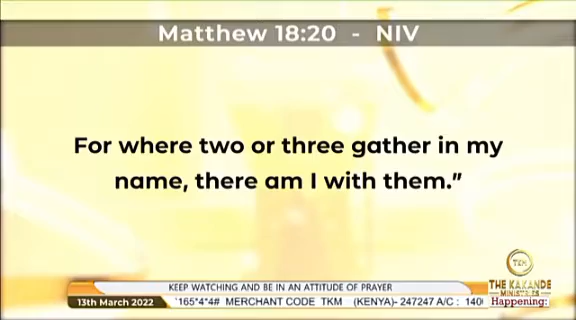 Matthew 18:20 - NIV
For where two or three gather in my
name, there am I with them.”
KEEP WATCHING AND BE IN AN ATTITUDE OF PRAYER
13th March 2022
*165*4*4# MERCHANT CODE TKM (KENYA)- 247247 A/C : 140
TKM
THE KAKANDE
MINISTRIES
Happening: